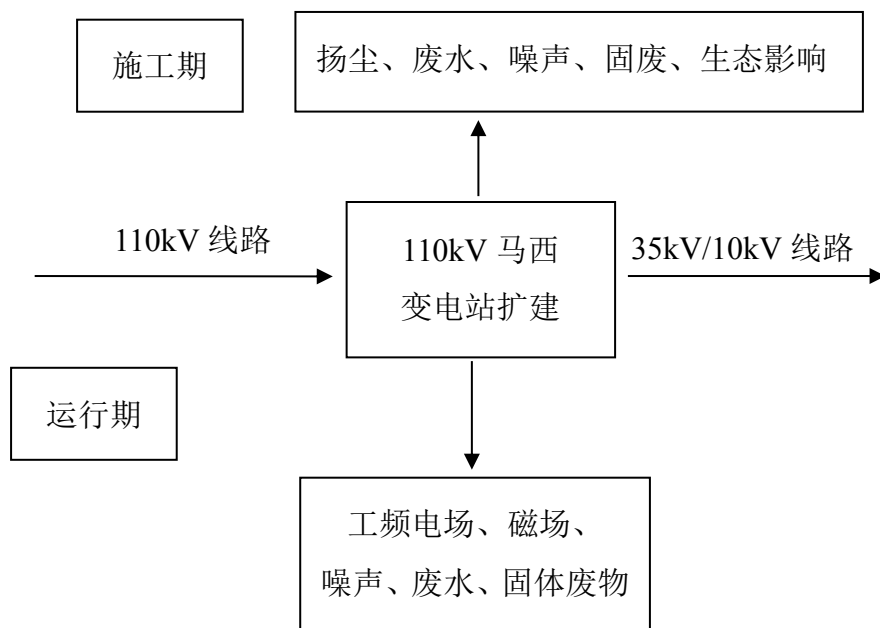 施工期
扬尘、废水、噪声、固废、生态影响
110kV 线路
110kV 马西
变电站扩建
35kV/10kV 线路
运行期
工频电场、磁场、
噪声、废水、固体废物